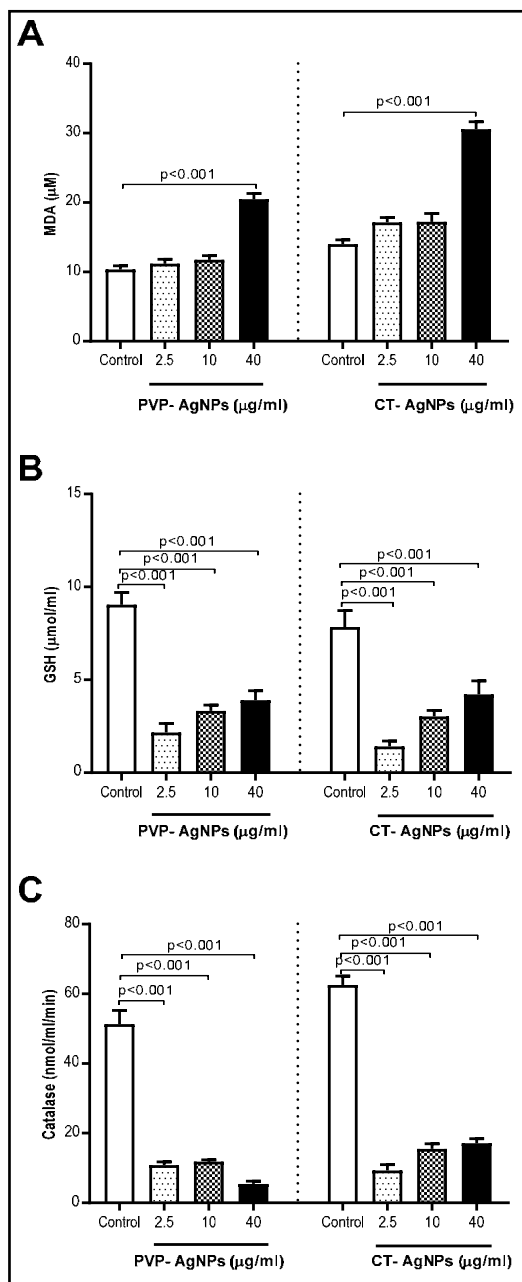 A
MDA (μM)
40
30
20
10
0
p<0.001
p<0.001
Control 2.5 10 40 Control 2.5 10 40
PVP- AgNPs (μg/ml) CT- AgNPs (μg/ml)
B
GSH (μmol/ml)
15
10
5
0
p<0.001
p<0.001
p<0.001
p<0.001
p<0.001
p<0.001
Control 2.5 10 40 Control 2.5 10 40
PVP- AgNPs (μg/ml) CT- AgNPs (μg/ml)
C
Catalase (nmol/ml/min)
80
60
40
20
0
p<0.001
p<0.001
p<0.001
p<0.001
p<0.001
p<0.001
Control 2.5 10 40 Control 2.5 10 40
PVP- AgNPs (μg/ml) CT- AgNPs (μg/ml)